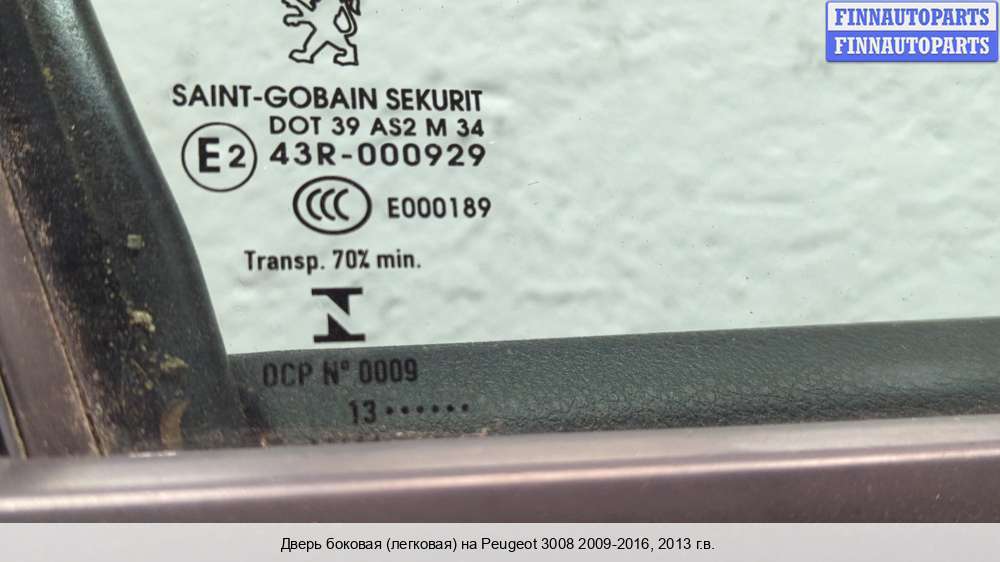 FINNAUTOPARTS
FINNAUTOPARTS
SAINT-GOBAIN SEKURIT
DOT 39 AS2 M 34
E2 43R-000929
CCC E000189
Transp. 70% min.
N
OCP Nº 0009
13 ......
Дверь боковая (легковая) на Peugeot 3008 2009-2016, 2013 г.в.